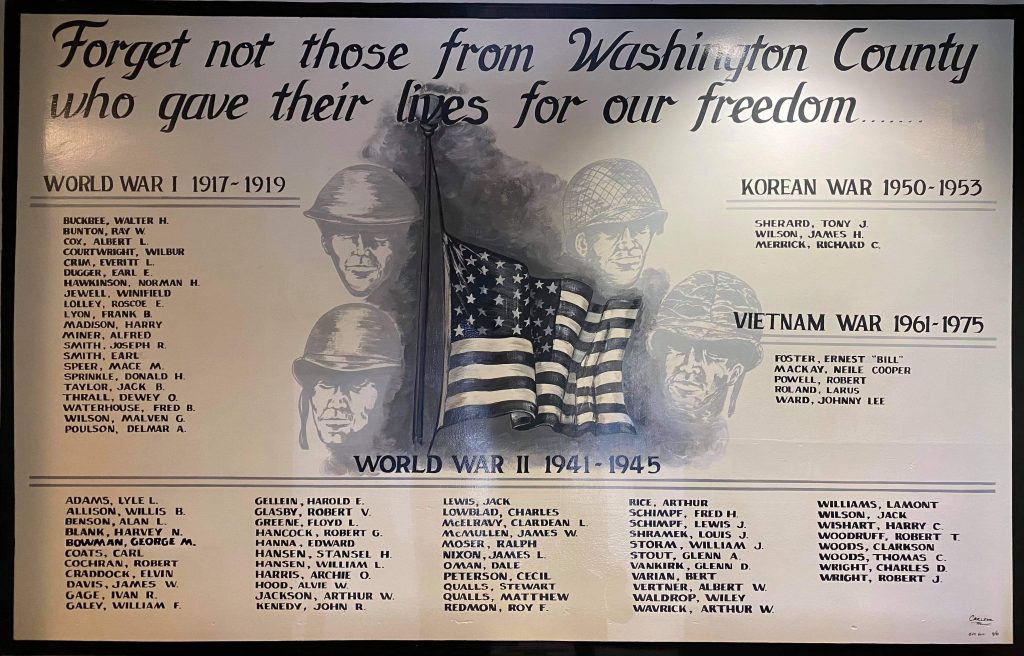 Forget not those from Washington County
who gave their lives for our freedom.......
WORLD WAR I 1917-1919
BUCKBEE, WALTER H.
BUNTON, RAY W.
COX, ALBERT L.
COURTWRIGHT, WILBUR
CRIM, EVERITT L.
DUGGER, EARL E.
HAWKINSON, NORMAN H.
JEWELL, WINIFIELD
LOLLEY, ROSCOE E.
LYON, FRANK B.
MADISON, HARRY
MINER, ALFRED
SMITH, JOSEPH R.
SMITH, EARL
SPEER, MACE M.
SPRINKLE, DONALD H.
TAYLOR, JACK B.
THRALL, DEWEY O.
WATERHOUSE, FRED B.
WILSON, MALVEN G.
POULSON, DELMAR A.
KOREAN WAR 1950-1953
SHERARD, TONY J.
WILSON, JAMES H.
MERRICK, RICHARD C.
VIETNAM WAR 1961-1975
FOSTER, ERNEST "BILL"
MACKAY, NEILE COOPER
POWELL, ROBERT
ROLAND, LARUS
WARD, JOHNNY LEE
WORLD WAR II 1941-1945
ADAMS, LYLE L.
ALLISON, WILLIS B.
BENSON, ALAN L.
BLANK, HARVEY N.
BOWMAN, GEORGE M.
COATS, CARL
COCHRAN, ROBERT
CRADDOCK, ELVIN
DAVIS, JAMES W.
GAGE, IVAN R.
GALEY, WILLIAM F.
GELLEIN, HAROLD E.
GLASBY, ROBERT V.
GREENE, FLOYD L.
HANCOCK, ROBERT G.
HANNA, EDWARD
HANSEN, STANSEL H.
HANSEN, WILLIAM L.
HARRIS, ARCHIE O.
HOOD, ALVIE W.
JACKSON, ARTHUR W.
KENEDY, JOHN R.
LEWIS, JACK
LOWBLAD, CHARLES
McELRAVY, CLARDEAN L.
McMULLEN, JAMES W.
MOSER, RALPH
NIXON, JAMES L.
OMAN, DALE
PETERSON, CECIL
QUALLS, STEWART
QUALLS, MATTHEW
REDMON, ROY F.
RICE, ARTHUR
SCHIMPF, FRED H.
SCHIMPF, LEWIS J.
SHRAMEK, LOUIS J.
STORM, WILLIAM J.
STOUT, GLENN A.
VANKIRK, GLENN D.
VARIAN, BERT
VERTNER, ALBERT W.
WALDROP, WILEY
WAVRICK, ARTHUR W.
WILLIAMS, LAMONT
WILSON, JACK
WISHART, HARRY C.
WOODRUFF, ROBERT T.
WOODS, CLARKSON
WOODS, THOMAS C.
WRIGHT, CHARLES D.
WRIGHT, ROBERT J.